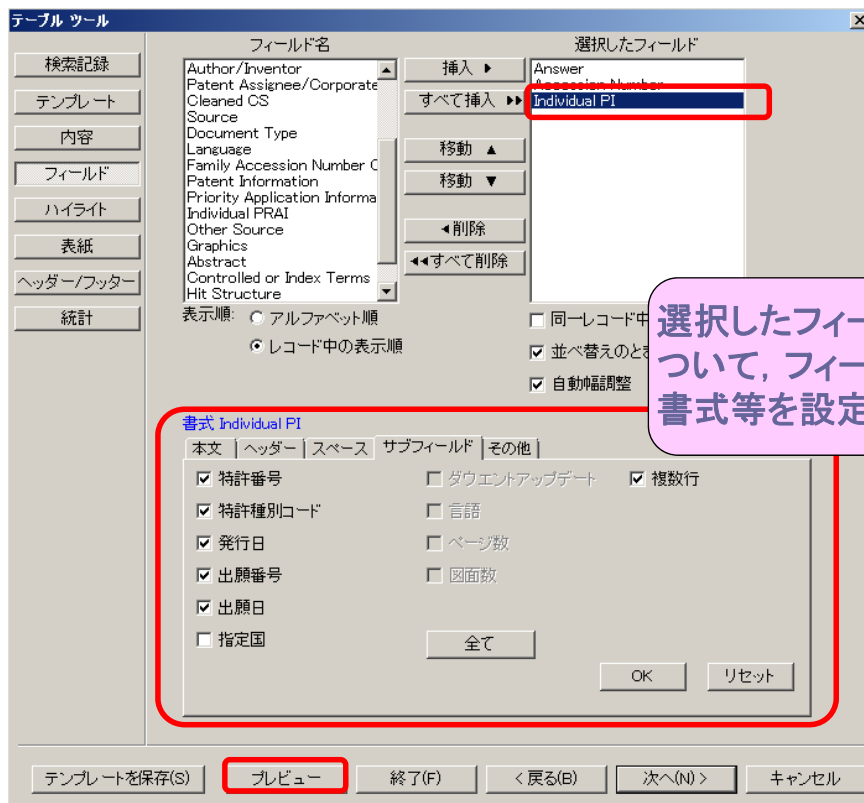 テーブル ツール
検索記録
テンプレート
内容
フィールド
ハイライト
表紙
ヘッダー/フッター
統計
フィールド名
Author/Inventor
Patent Assignee/Corporate
Cleaned CS
Source
Document Type
Language
Family Accession Number C
Patent Information
Priority Application Informa
Individual PRAI
Other Source
Graphics
Abstract
Controlled or Index Terms
Hit Structure
挿入
すべて挿入
移動 ▲
移動 ▼
削除
すべて削除
選択したフィールド
Answer
Accession Number
Individual PI
表示順:
アルファベット順
レコード中の表示順
同一レコード中
並べ替えのとき
自動幅調整
選択したフィー
ついて, フィー
書式等を設定
書式 Individual PI
本文 ヘッダー スペース サブフィールド その他
特許番号
特許種別コード
発行日
出願番号
出願日
指定国
ダウエントアップデート
言語
ページ数
図面数
複数行
全て
OK リセット
テンプレートを保存(S) プレビュー 終了(F) < 戻る(B) 次へ(N) > キャンセル